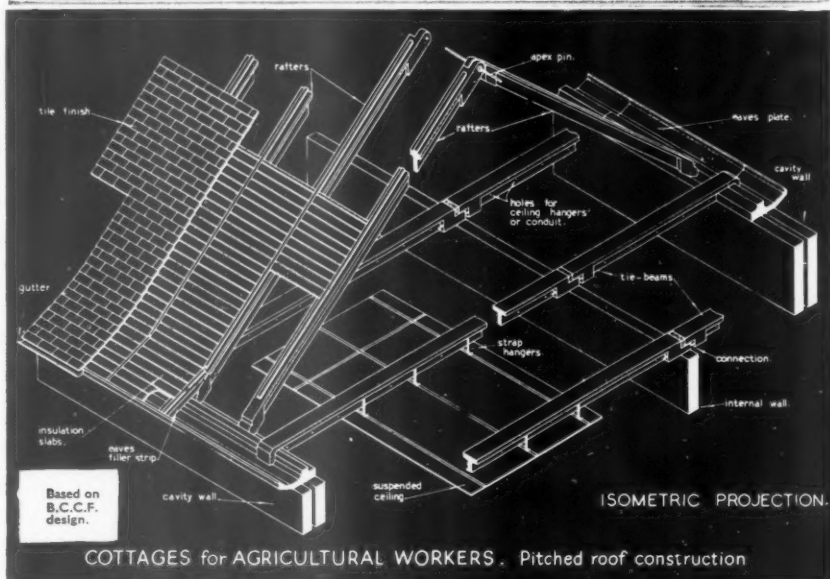 apex pin.
rafters
tile finish
rafters
eaves plate.
cavity
wall
holes for
ceiling hangers
or conduit.
gutter
tie-beams
strap
hangers
connection.
internal wall.
insulation
slabs.
eaves
filler strip
suspended
ceiling
cavity wall.
Based on
B.C.C.F.
design.
ISOMETRIC PROJECTION.
COTTAGES for AGRICULTURAL WORKERS. Pitched roof construction